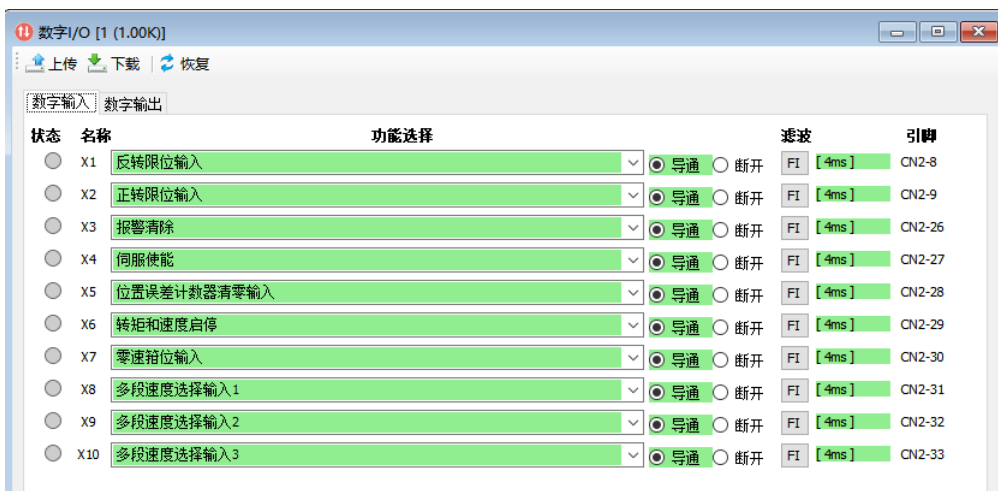 数字I/O [1 (1.00K)]
上传 下载 恢复
数字输入 数字输出
状态 名称 功能选择 滤波 引脚
X1 反转限位输入 导通 断开 FI [ 4ms ] CN2-8
X2 正转限位输入 导通 断开 FI [ 4ms ] CN2-9
X3 报警清除 导通 断开 FI [ 4ms ] CN2-26
X4 伺服使能 导通 断开 FI [ 4ms ] CN2-27
X5 位置误差计数器清零输入 导通 断开 FI [ 4ms ] CN2-28
X6 转矩和速度启停 导通 断开 FI [ 4ms ] CN2-29
X7 零速箝位输入 导通 断开 FI [ 4ms ] CN2-30
X8 多段速度选择输入1 导通 断开 FI [ 4ms ] CN2-31
X9 多段速度选择输入2 导通 断开 FI [ 4ms ] CN2-32
X10 多段速度选择输入3 导通 断开 FI [ 4ms ] CN2-33